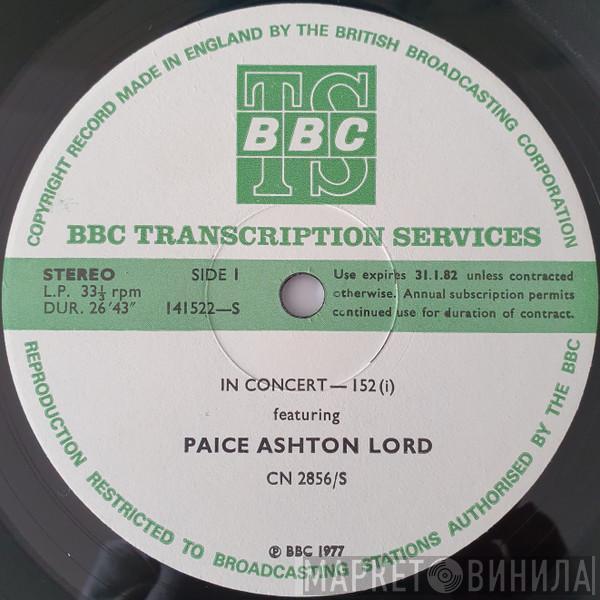 COPYRIGHT RECORD MADE IN ENGLAND BY THE BRITISH BROADCASTING CORPORATION
TS
BBC
BBC TRANSCRIPTION SERVICES
STEREO
SIDE 1
L.P. 33⅓ rpm
DUR. 26'43"
141522—S
Use expires 31.1.82 unless contracted
otherwise. Annual subscription permits
continued use for duration of contract.
IN CONCERT — 152 (i)
featuring
PAICE ASHTON LORD
CN 2856/S
℗ BBC 1977
REPRODUCTION RESTRICTED TO BROADCASTING STATIONS AUTHORISED BY THE BBC
МАРКЕТ ВИНИЛА